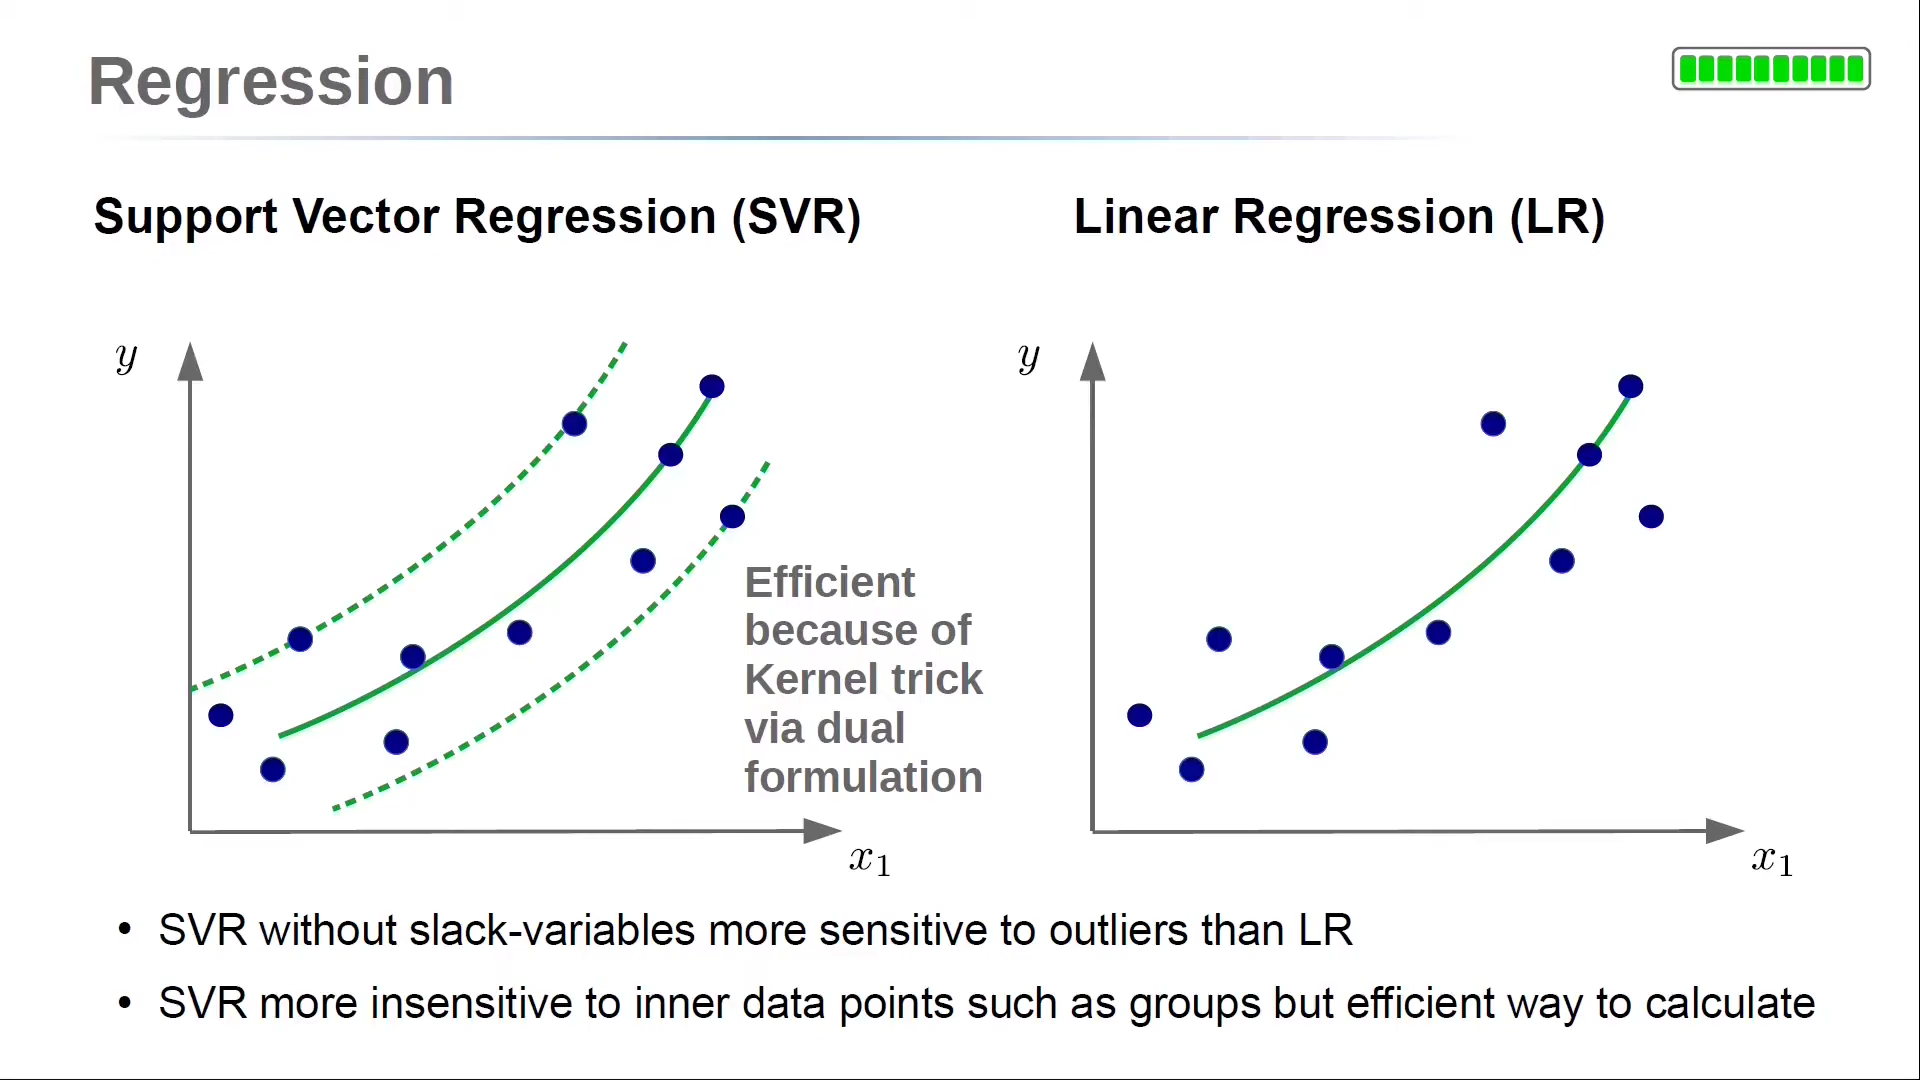 Regression
Support Vector Regression (SVR)
Linear Regression (LR)
y
Efficient
because of
Kernel trick
via dual
formulation
x₁
y
x₁
• SVR without slack-variables more sensitive to outliers than LR
• SVR more insensitive to inner data points such as groups but efficient way to calculate